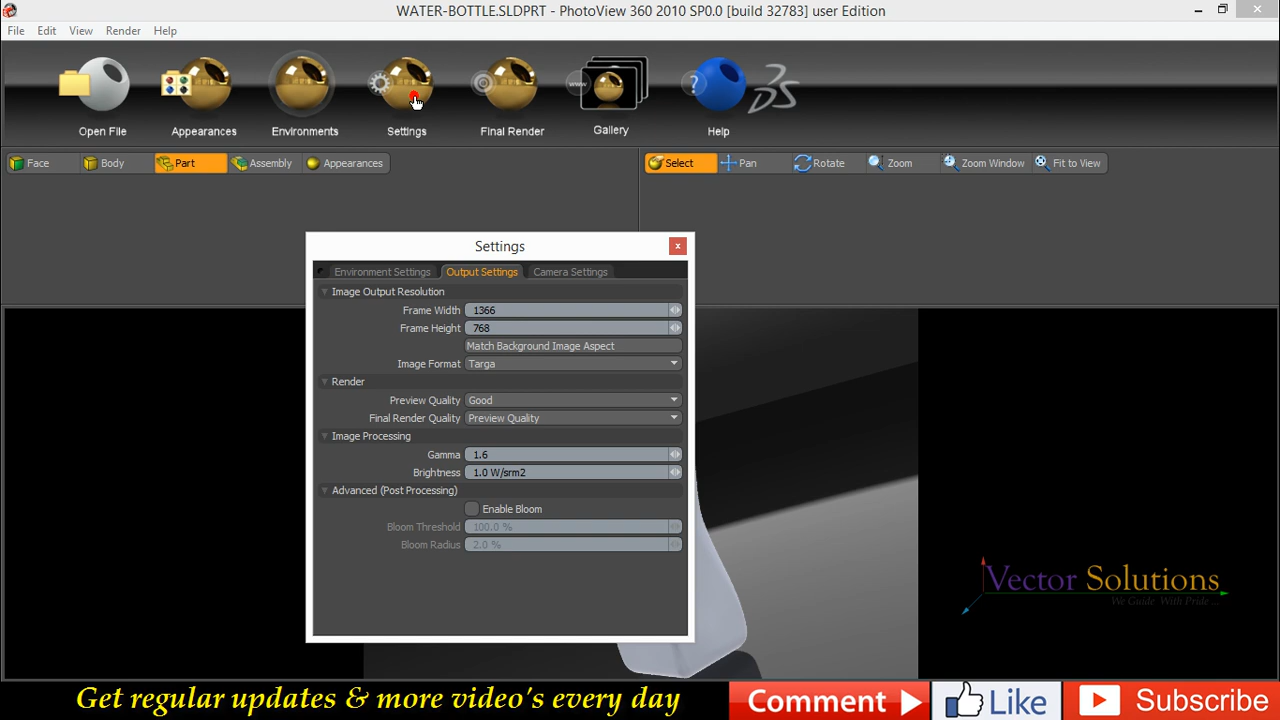 WATER-BOTTLE.SLDPRT - PhotoView 360 2010 SP0.0 [build 32783] user Edition
File Edit View Render Help
www ?
Open File Appearances Environments Settings Final Render Gallery Help
Face Body Part Assembly Appearances Select Pan Rotate Zoom Zoom Window Fit to View
Settings
x
Environment Settings Output Settings Camera Settings
Image Output Resolution
Frame Width 1366
Frame Height 768
Match Background Image Aspect
Image Format Targa
Render
Preview Quality Good
Final Render Quality Preview Quality
Image Processing
Gamma 1.6
Brightness 1.0 W/srm2
Advanced (Post Processing)
Enable Bloom
Bloom Threshold 100.0 %
Bloom Radius 2.0 %
Vector Solutions
We Guide With Pride ...
Get regular updates & more video's every day
Comment Like Subscribe